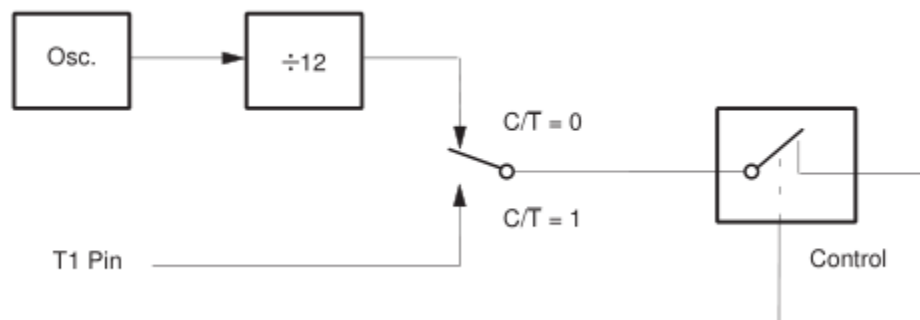 Osc.
÷12
C/T = 0
C/T = 1
T1 Pin
Control